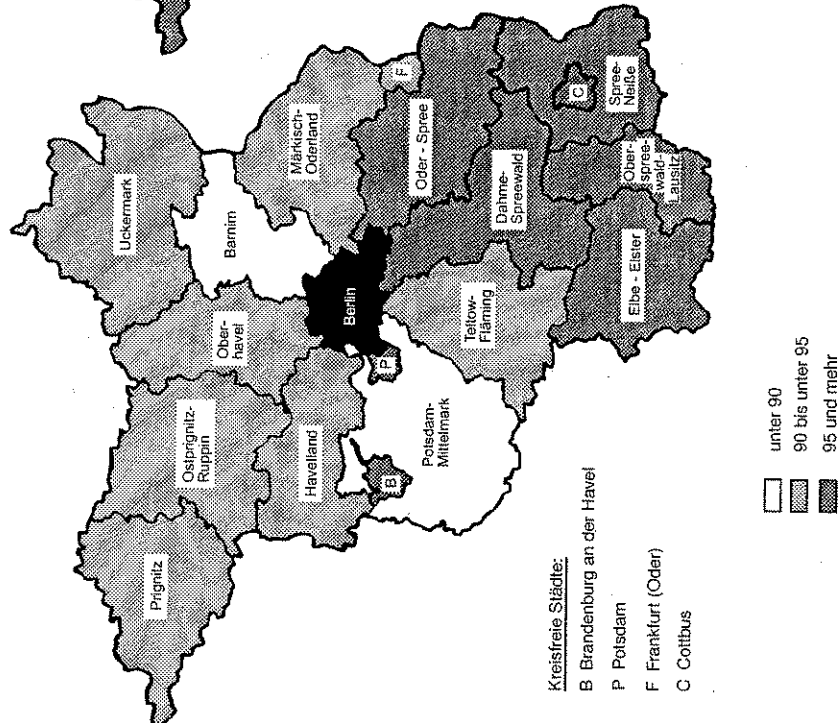 Uckermark
Prignitz
Ostprignitz-
Ruppin
Ober-
havel
Barnim
Märkisch-
Oderland
Havelland
Berlin
F
B
P
Potsdam-
Mittelmark
Teltow-
Fläming
Oder - Spree
Dahme-
Spreewald
C
Spree-
Neiße
Ober-
spree-
wald-
Lausitz
Elbe - Elster
Kreisfreie Städte:
B Brandenburg an der Havel
P Potsdam
F Frankfurt (Oder)
C Cottbus
unter 90
90 bis unter 95
95 und mehr